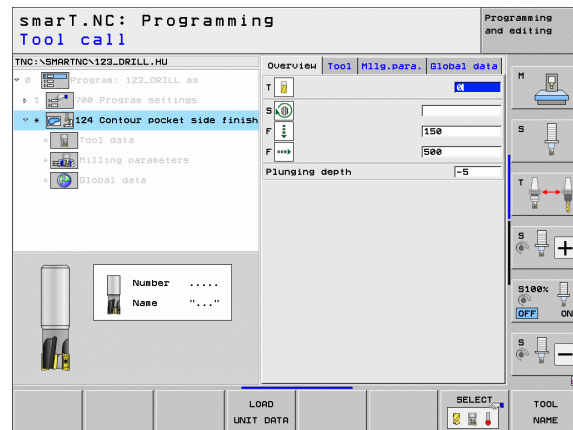 smarT.NC: Programming
Tool call
Programming
and editing
TNC:\SMARTNC\123_DRILL.HU
0 Program: 123_DRILL mm
1 700 Program settings
* 124 Contour pocket side finish
* Tool data
* Milling parameters
* Global data
Overview Tool Mllg.para. Global data
T 0
S
F 150
F 500
Plunging depth -5
Number .....
Name "..."
M
S
T
S
S100%
OFF ON
S
LOAD
UNIT DATA
SELECT
TOOL
NAME